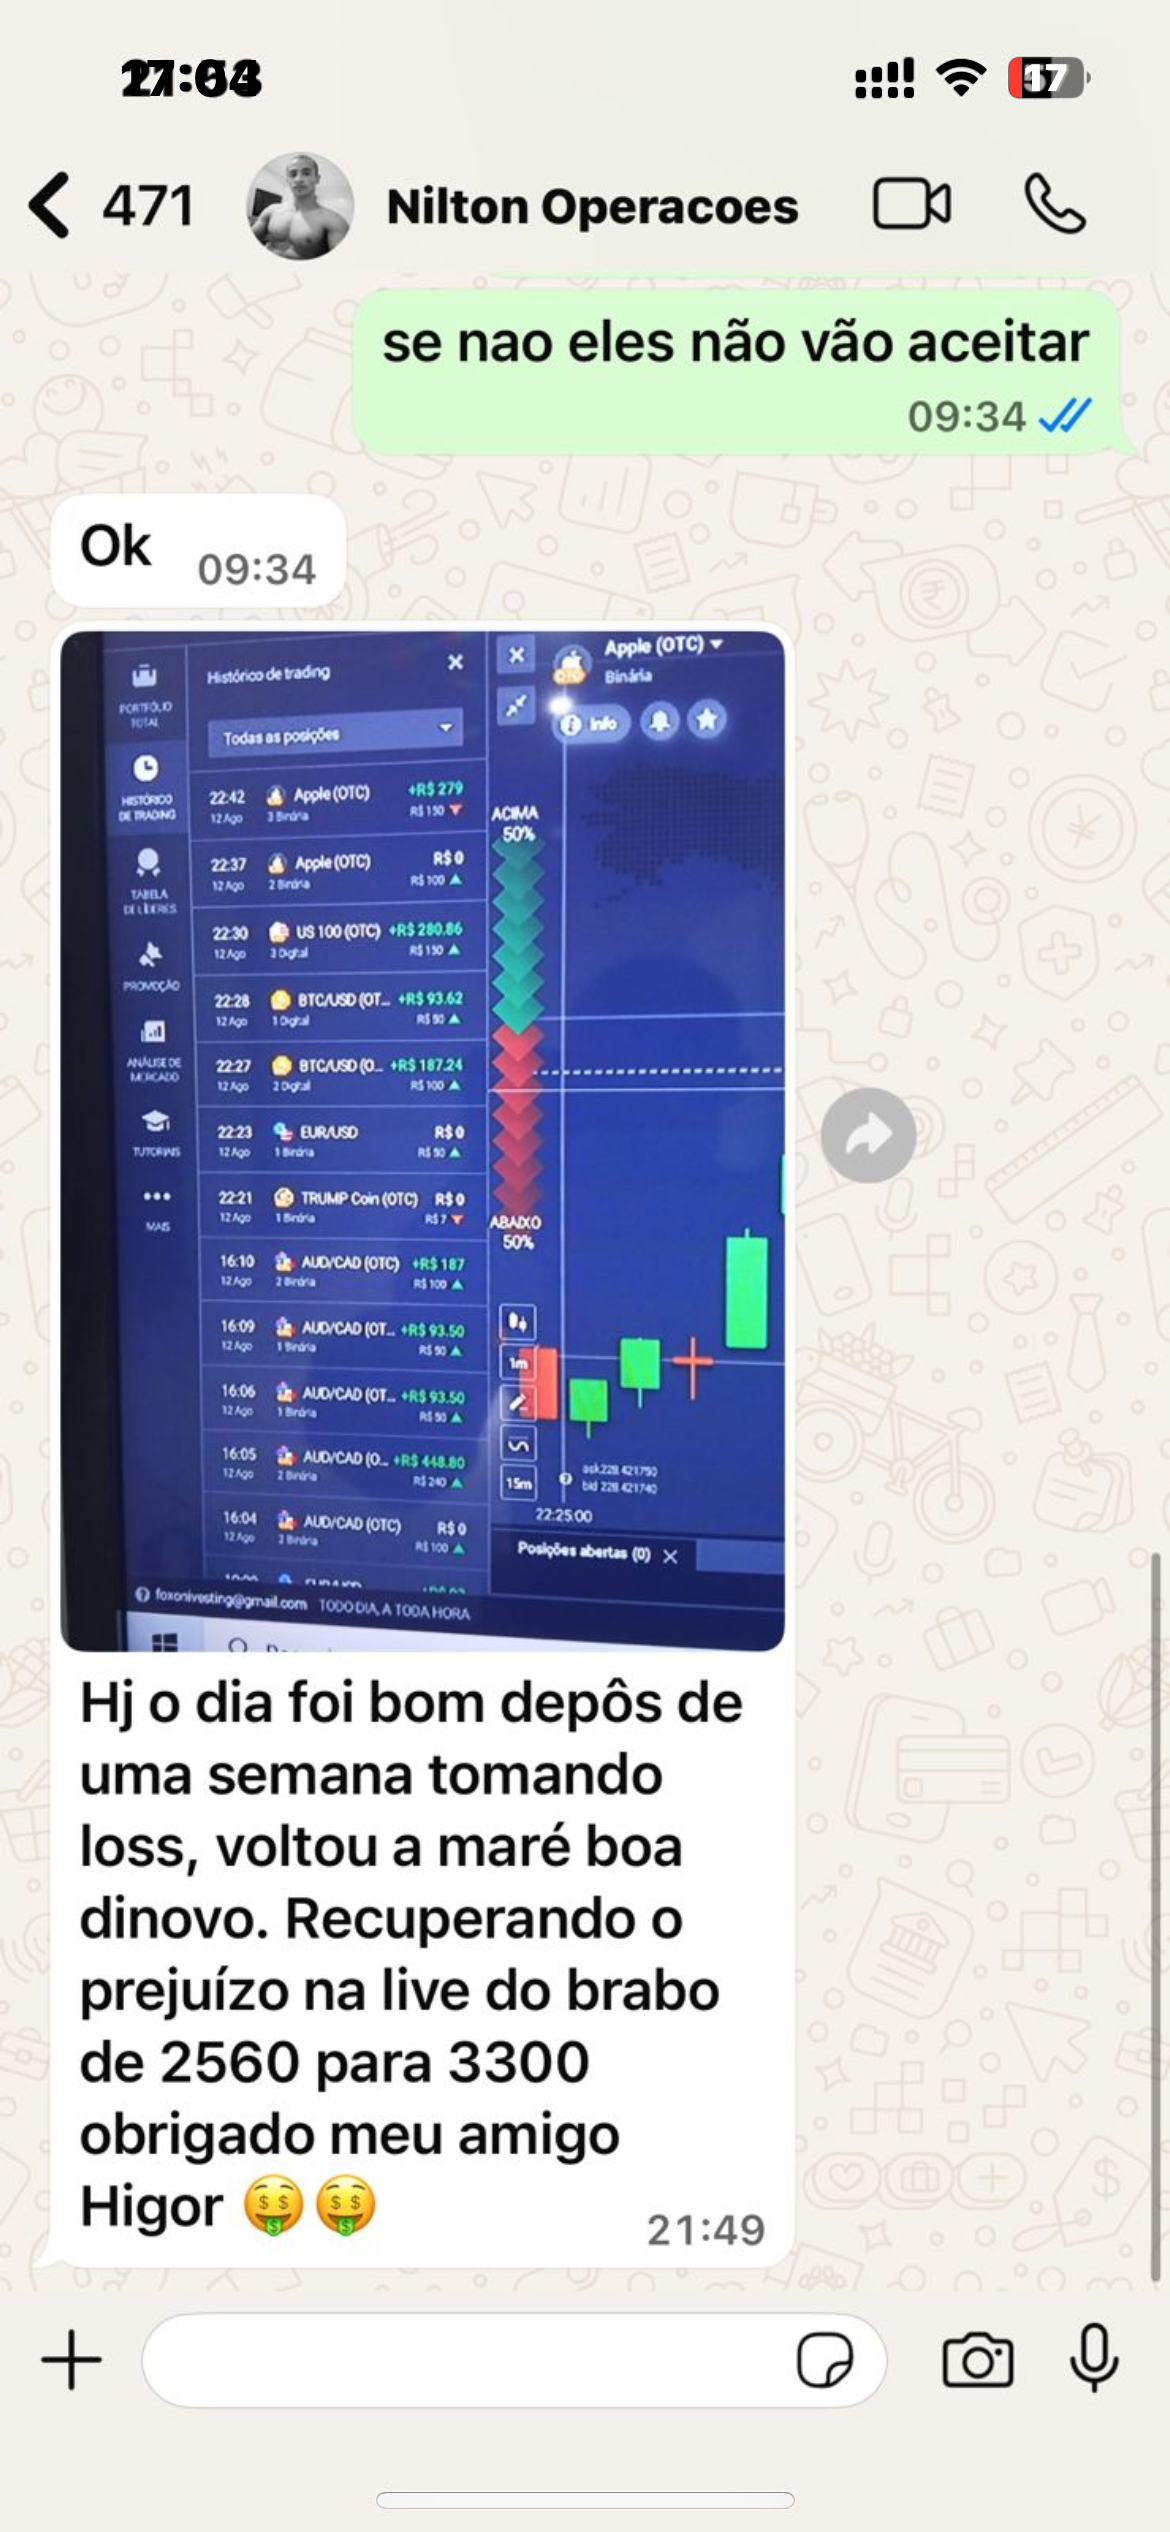 471
Nilton Operacoes
se nao eles não vão aceitar
09:34
Ok
09:34
PORTFÓLIO
TOTAL
HISTÓRICO
DE TRADING
TABELA
DE LÍDERES
PROMOÇÃO
ANÁLISE DE
MERCADO
TUTORIAIS
MAIS
Histórico de trading
Todas as posições
22:42 Apple (OTC) +R$ 279
12 Ago 3 Binária R$ 150
22:37 Apple (OTC) R$ 0
12 Ago 2 Binária R$ 100
22:30 US 100 (OTC) +R$ 280.86
12 Ago 3 Digital R$ 150
22:28 BTC/USD (OT... +R$ 93.62
12 Ago 1 Digital R$ 50
22:27 BTC/USD (O... +R$ 187.24
12 Ago 2 Digital R$ 100
22:23 EUR/USD R$ 0
12 Ago 1 Binária R$ 50
22:21 TRUMP Coin (OTC) R$ 0
12 Ago 1 Binária R$ 7
16:10 AUD/CAD (OTC) +R$ 187
12 Ago 2 Binária R$ 100
16:09 AUD/CAD (OT... +R$ 93.50
12 Ago 1 Binária R$ 50
16:06 AUD/CAD (OT... +R$ 93.50
12 Ago 1 Binária R$ 50
16:05 AUD/CAD (O... +R$ 448.80
12 Ago 2 Binária R$ 240
16:04 AUD/CAD (OTC) R$ 0
12 Ago 2 Binária R$ 100
Apple (OTC)
Binária
Info
ACIMA
50%
ABAIXO
50%
1m
15m
ask 228.421750
bid 228.421740
22:25:00
Posições abertas (0)
foxonivesting@gmail.com TODO DIA, A TODA HORA
Hj o dia foi bom depôs de
uma semana tomando
loss, voltou a maré boa
dinovo. Recuperando o
prejuízo na live do brabo
de 2560 para 3300
obrigado meu amigo
Higor
21:49